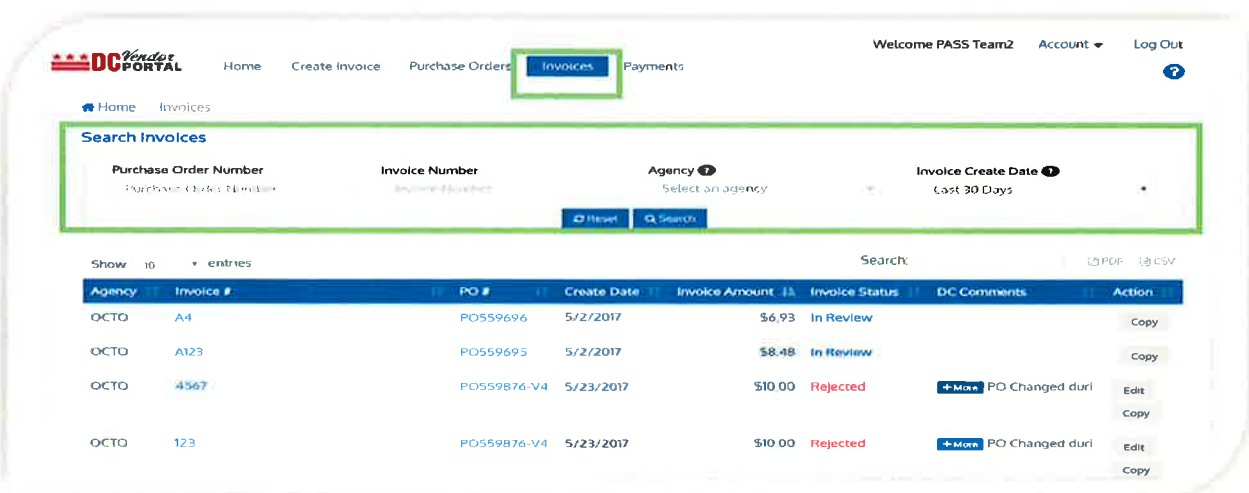 Welcome PASS Team2 Account Log Out
DC Vendor PORTAL Home Create Invoice Purchase Orders Invoices Payments ?
Home Invoices
Search Invoices
Purchase Order Number Invoice Number Agency ? Invoice Create Date ?
Purchase Order Number Invoice Number Select an agency Last 30 Days
Reset Search
Show 10 entries Search: PDF CSV
Agency Invoice # PO # Create Date Invoice Amount Invoice Status DC Comments Action
OCTO A4 PO559696 5/2/2017 $6.93 In Review Copy
OCTO A123 PO559695 5/2/2017 $8.48 In Review Copy
OCTO 4567 PO559876-V4 5/23/2017 $10.00 Rejected +More PO Changed duri Edit
Copy
OCTO 123 PO559876-V4 5/23/2017 $10.00 Rejected +More PO Changed duri Edit
Copy